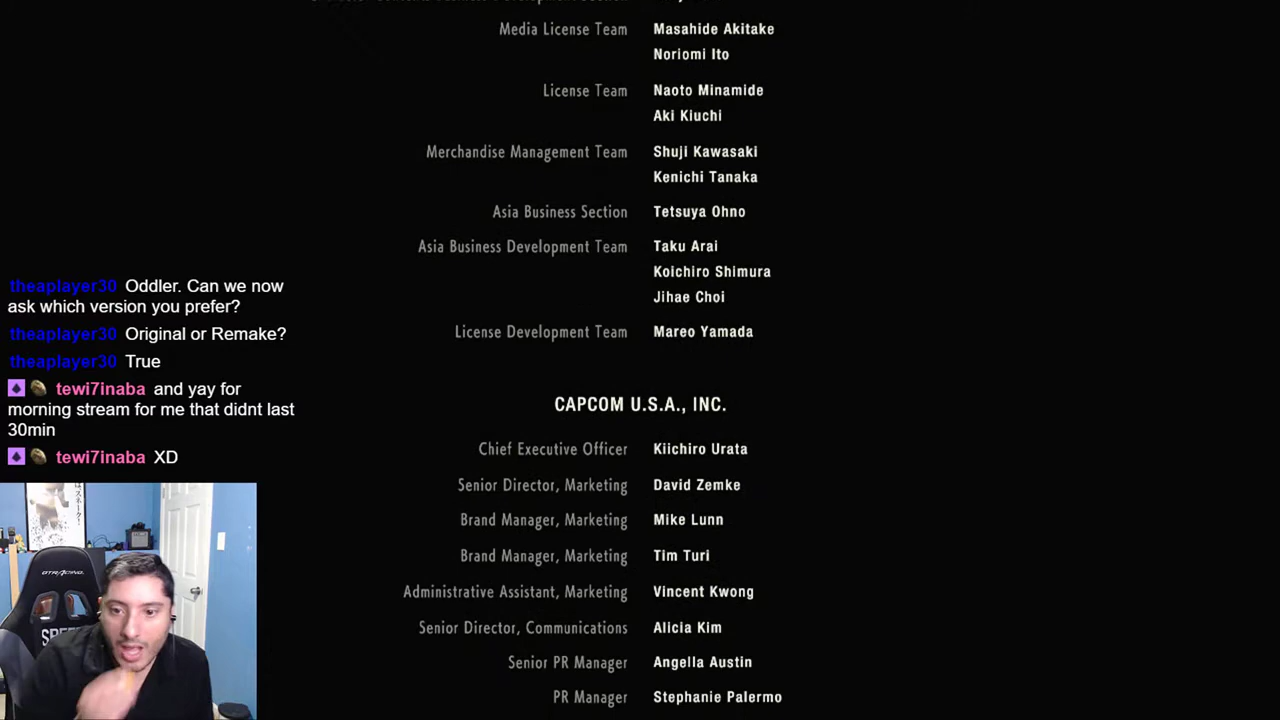 Media License Team Masahide Akitake
Noriomi Ito
License Team Naoto Minamide
Aki Kiuchi
Merchandise Management Team Shuji Kawasaki
Kenichi Tanaka
Asia Business Section Tetsuya Ohno
Asia Business Development Team Taku Arai
Koichiro Shimura
Jihae Choi
License Development Team Mareo Yamada
CAPCOM U.S.A., INC.
Chief Executive Officer Kiichiro Urata
Senior Director, Marketing David Zemke
Brand Manager, Marketing Mike Lunn
Brand Manager, Marketing Tim Turi
Administrative Assistant, Marketing Vincent Kwong
Senior Director, Communications Alicia Kim
Senior PR Manager Angella Austin
PR Manager Stephanie Palermo
theaplayer30 Oddler. Can we now
ask which version you prefer?
theaplayer30 Original or Remake?
theaplayer30 True
tewi7inaba and yay for
morning stream for me that didnt last
30min
tewi7inaba XD
GTRACING